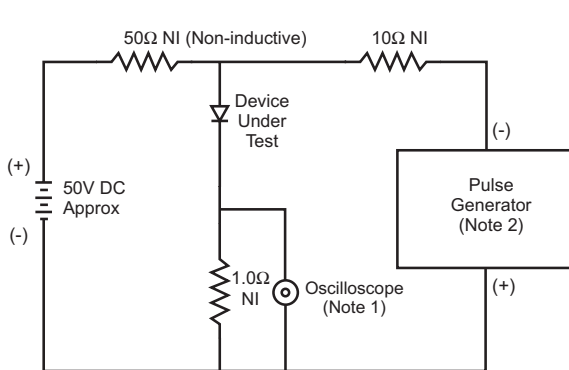 50Ω NI (Non-inductive)
10Ω NI
Device
Under
Test
(+)
50V DC
Approx
(-)
(-)
Pulse
Generator
(Note 2)
(+)
1.0Ω
NI
Oscilloscope
(Note 1)